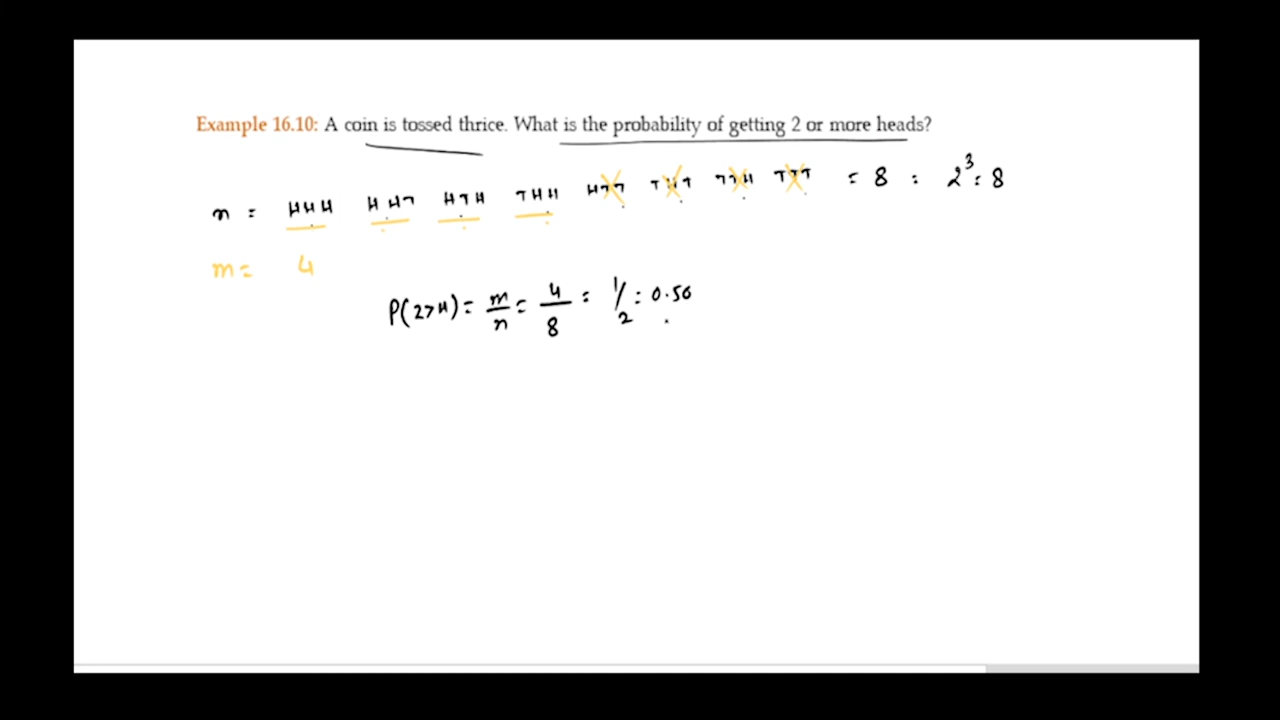 Example 16.10: A coin is tossed thrice. What is the probability of getting 2 or more heads?
n = HHH HHT HTH THH HTT THT TTH TTT = 8 = 2³ = 8
m = 4
P(2>H) = m/n = 4/8 = 1/2 = 0.50